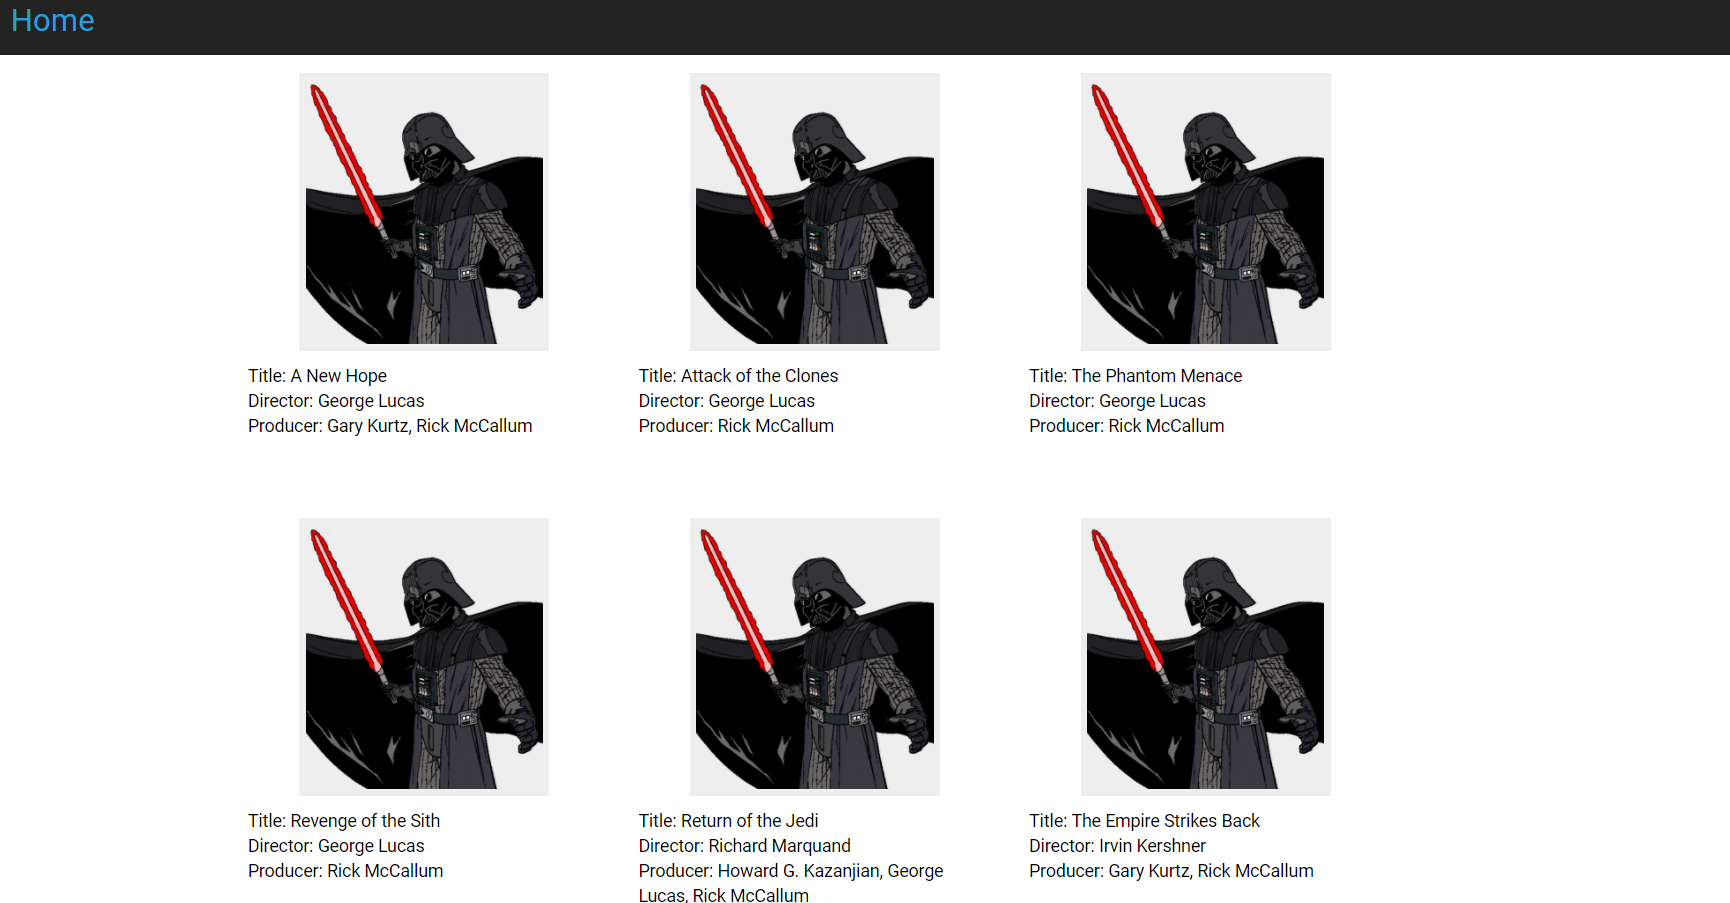 Home
Title: A New Hope
Director: George Lucas
Producer: Gary Kurtz, Rick McCallum
Title: Attack of the Clones
Director: George Lucas
Producer: Rick McCallum
Title: The Phantom Menace
Director: George Lucas
Producer: Rick McCallum
Title: Revenge of the Sith
Director: George Lucas
Producer: Rick McCallum
Title: Return of the Jedi
Director: Richard Marquand
Producer: Howard G. Kazanjian, George
Lucas, Rick McCallum
Title: The Empire Strikes Back
Director: Irvin Kershner
Producer: Gary Kurtz, Rick McCallum